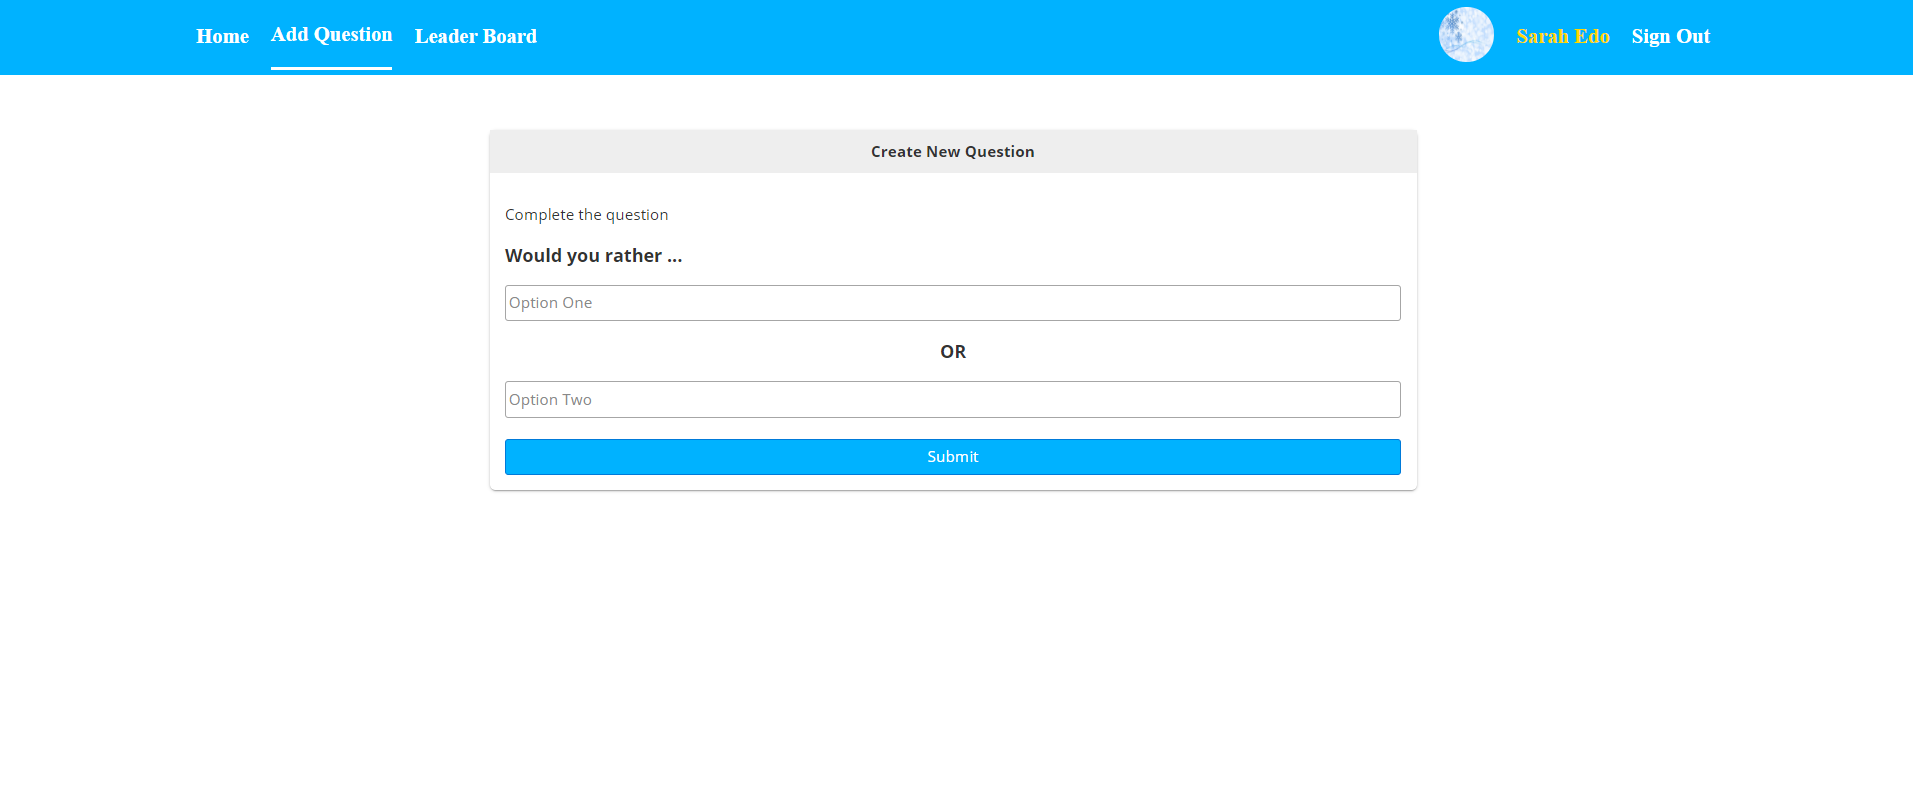 Home Add Question Leader Board Sarah Edo Sign Out
Create New Question
Complete the question
Would you rather ...
Option One
OR
Option Two
Submit